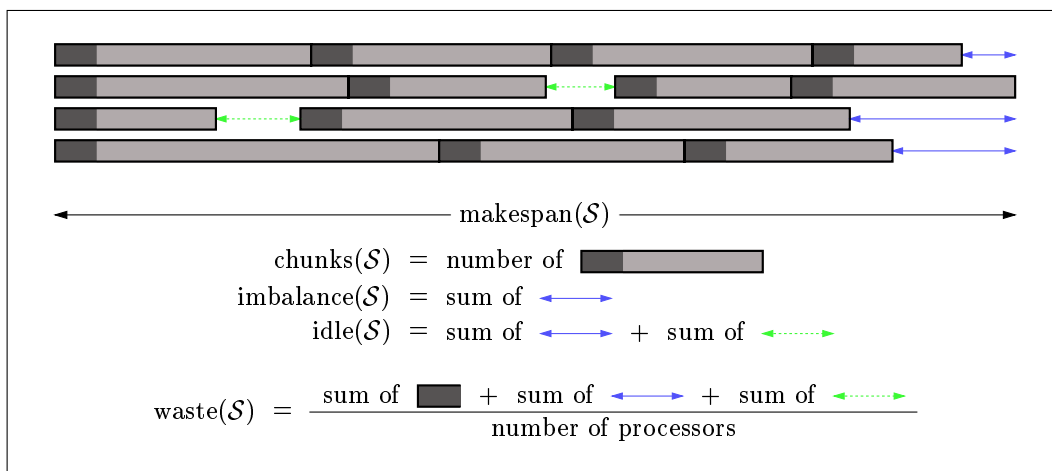 makespan(𝒮)
chunks(𝒮) = number of
imbalance(𝒮) = sum of
idle(𝒮) = sum of + sum of
waste(𝒮) = sum of + sum of + sum of
number of processors